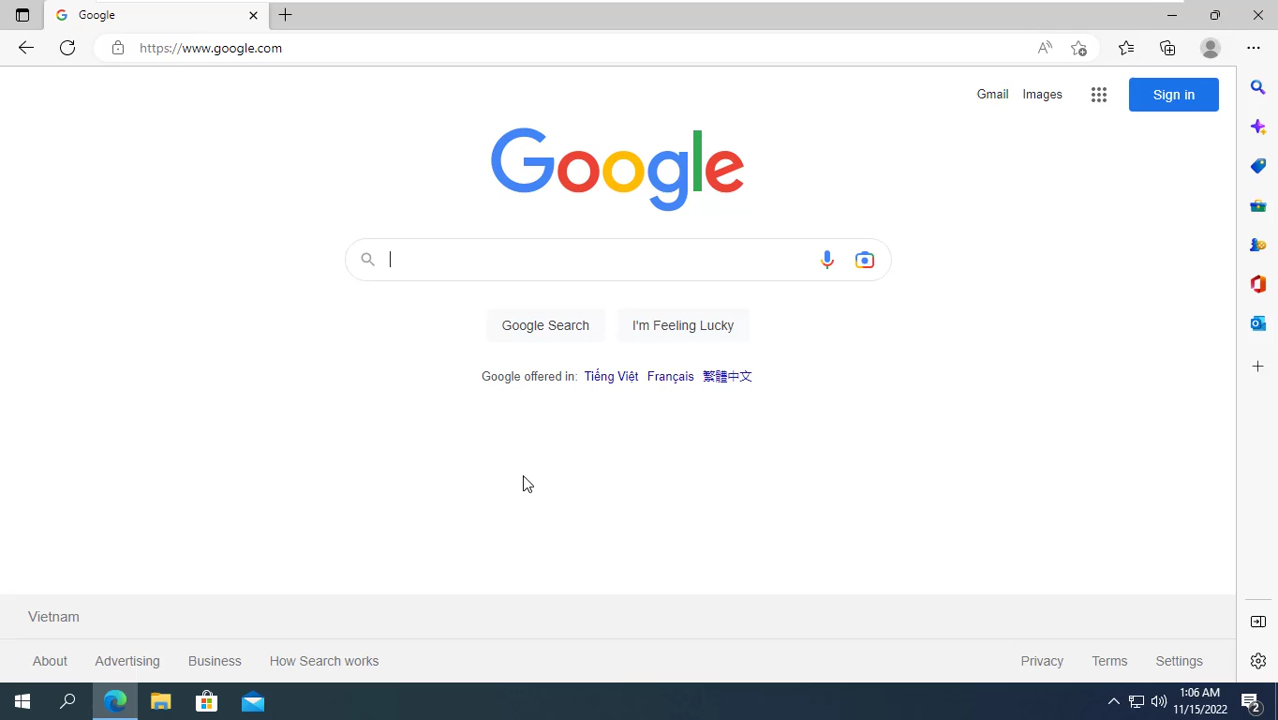 Google
https://www.google.com
Gmail Images Sign in
Google
Google Search I'm Feeling Lucky
Google offered in: Tiếng Việt Français 繁體中文
Vietnam
About Advertising Business How Search works Privacy Terms Settings
1:06 AM
11/15/2022
2